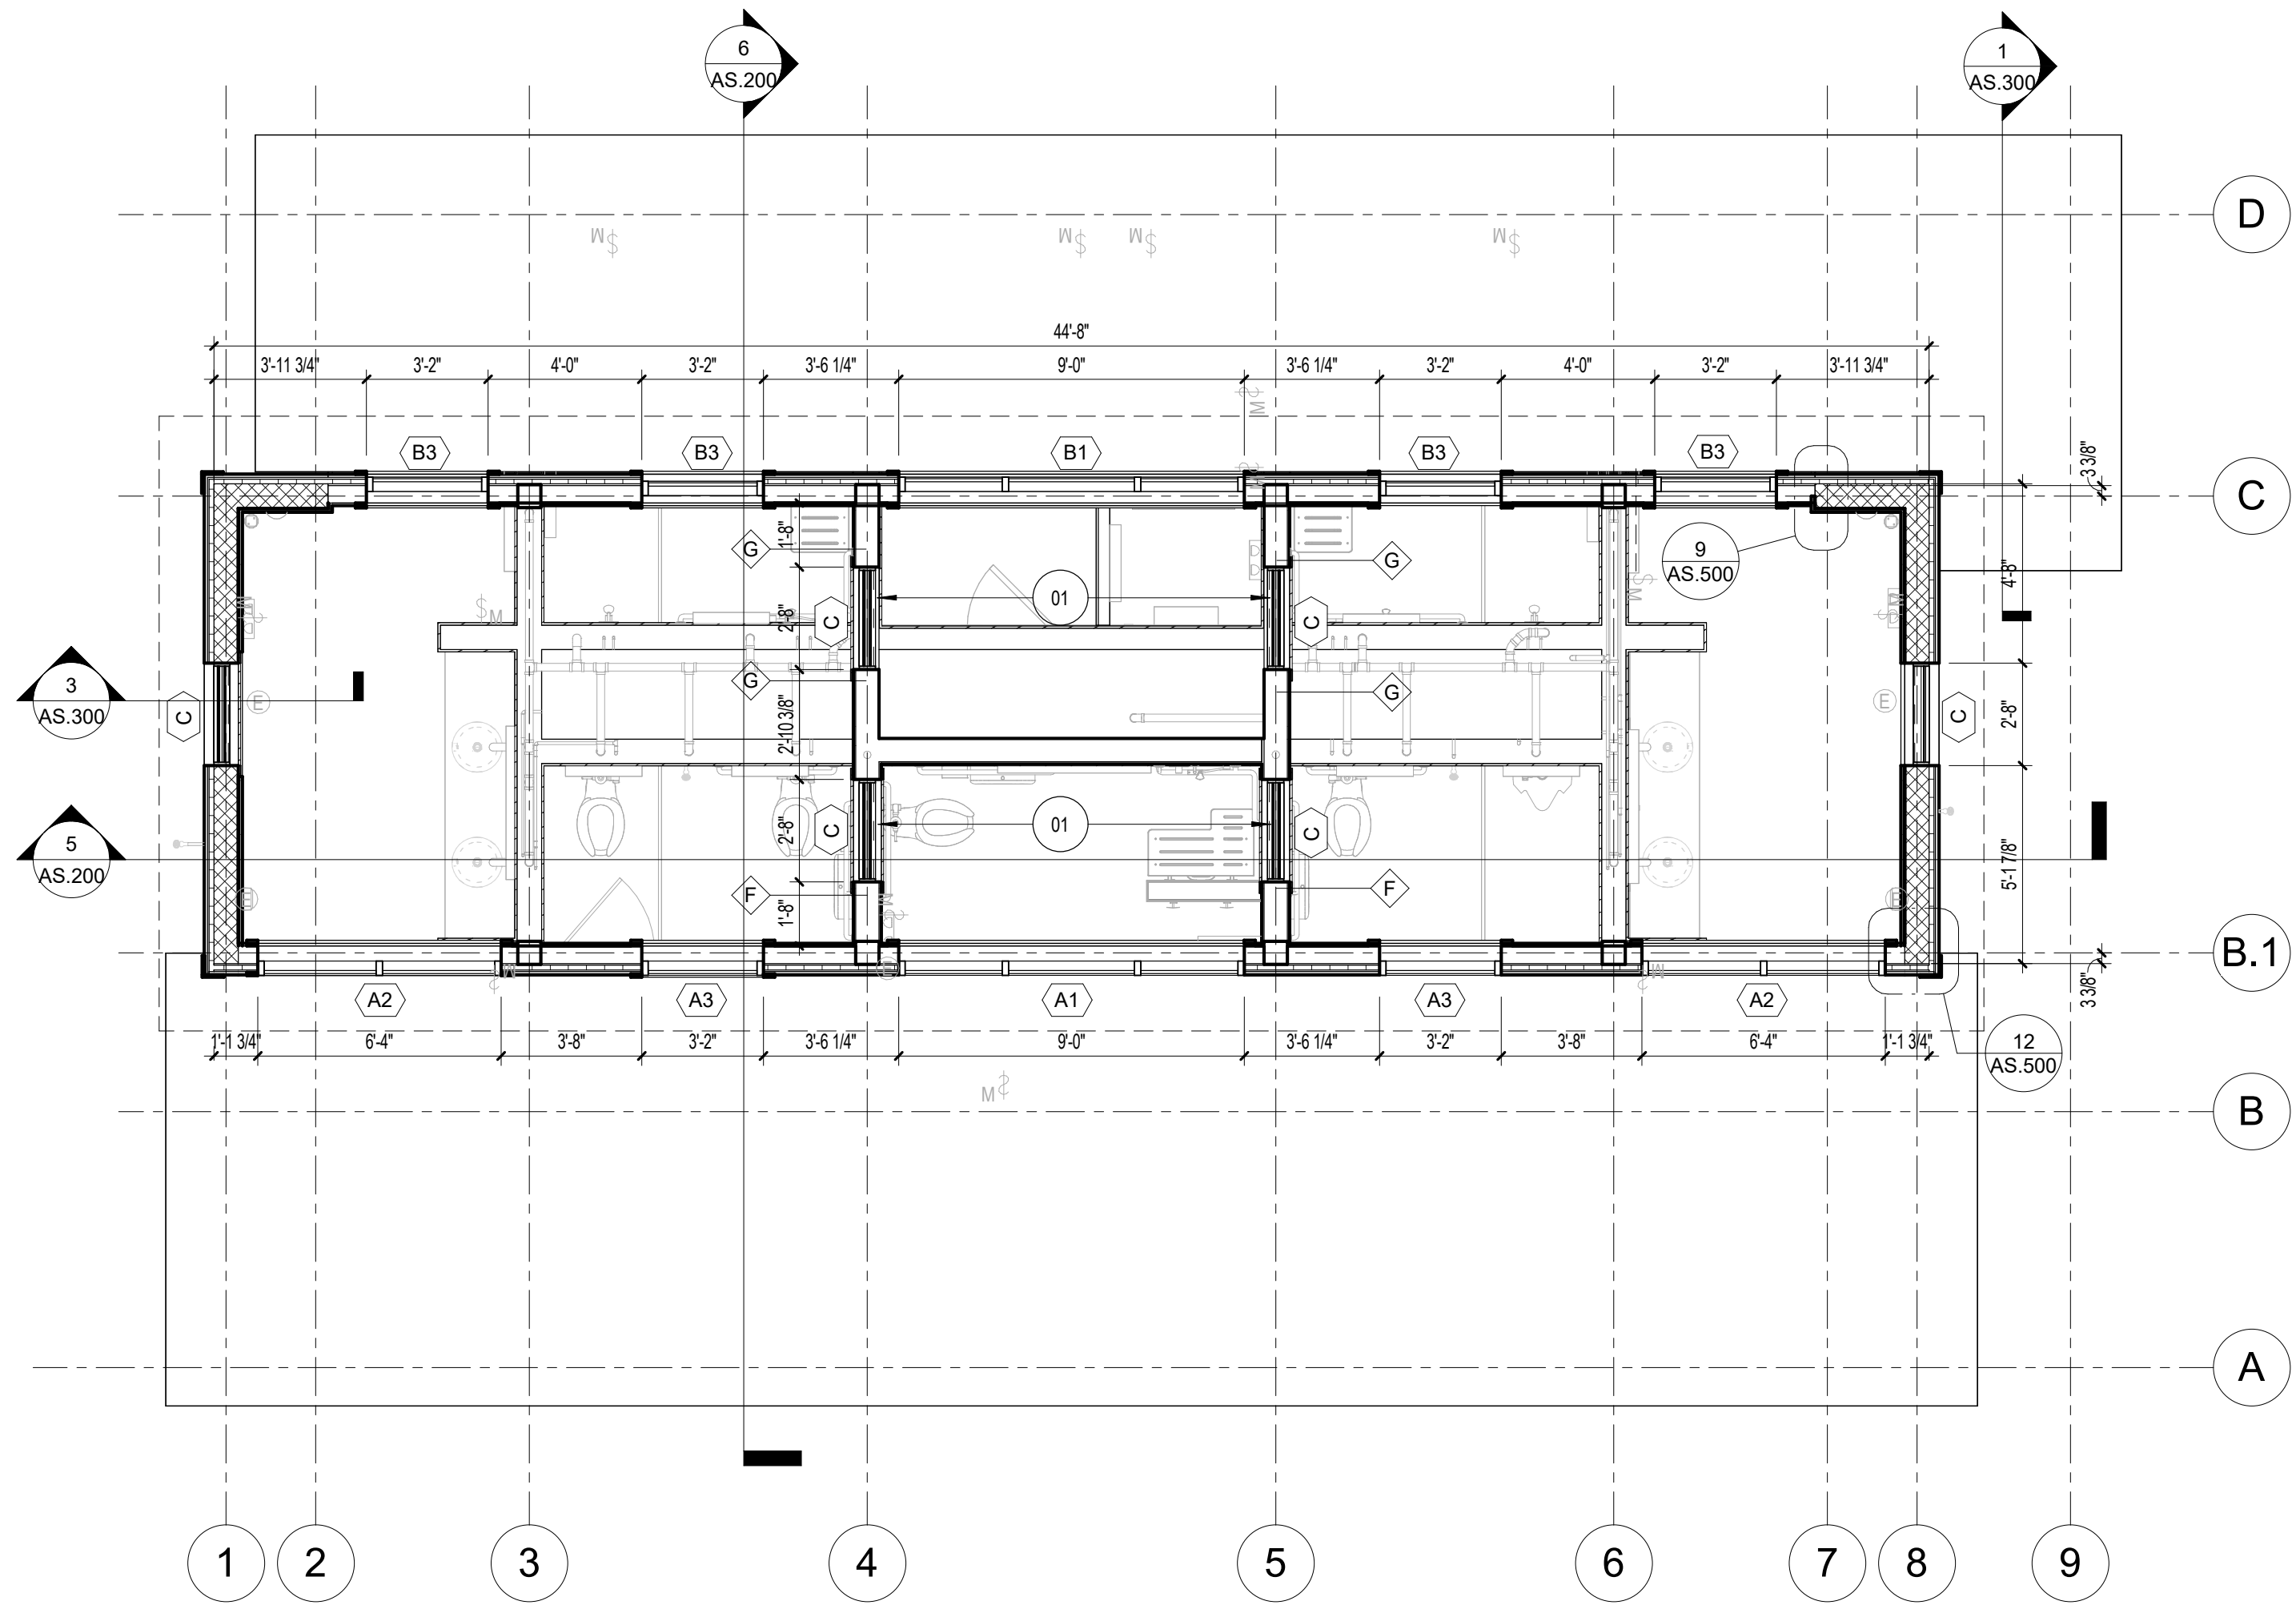 6
AS.200
1
AS.300
D
M $
M $
M $
M $
44'-8"
3'-11 3/4"
3'-2"
4'-0"
3'-2"
3'-6 1/4"
9'-0"
3'-6 1/4"
3'-2"
4'-0"
3'-2"
3'-11 3/4"
$ M
B3
B3
B1
B3
B3
3 3/8"
$
C
1'-8"
G
G
9
AS.500
4'-8"
01
2'-8"
C
C
$ M
$ M
$
G
G
3
AS.300
C
E
E
C
2'-8"
2'-10 3/8"
01
2'-8"
C
C
5
AS.200
5'-1 7/8"
F
F
1'-8"
E
E
M $
E
B.1
M $
M $
3 3/8"
A2
A3
A1
A3
A2
1'-1 3/4"
6'-4"
3'-8"
3'-2"
3'-6 1/4"
9'-0"
3'-6 1/4"
3'-2"
3'-8"
6'-4"
1'-1 3/4"
12
AS.500
M $
B
A
1
2
3
4
5
6
7
8
9